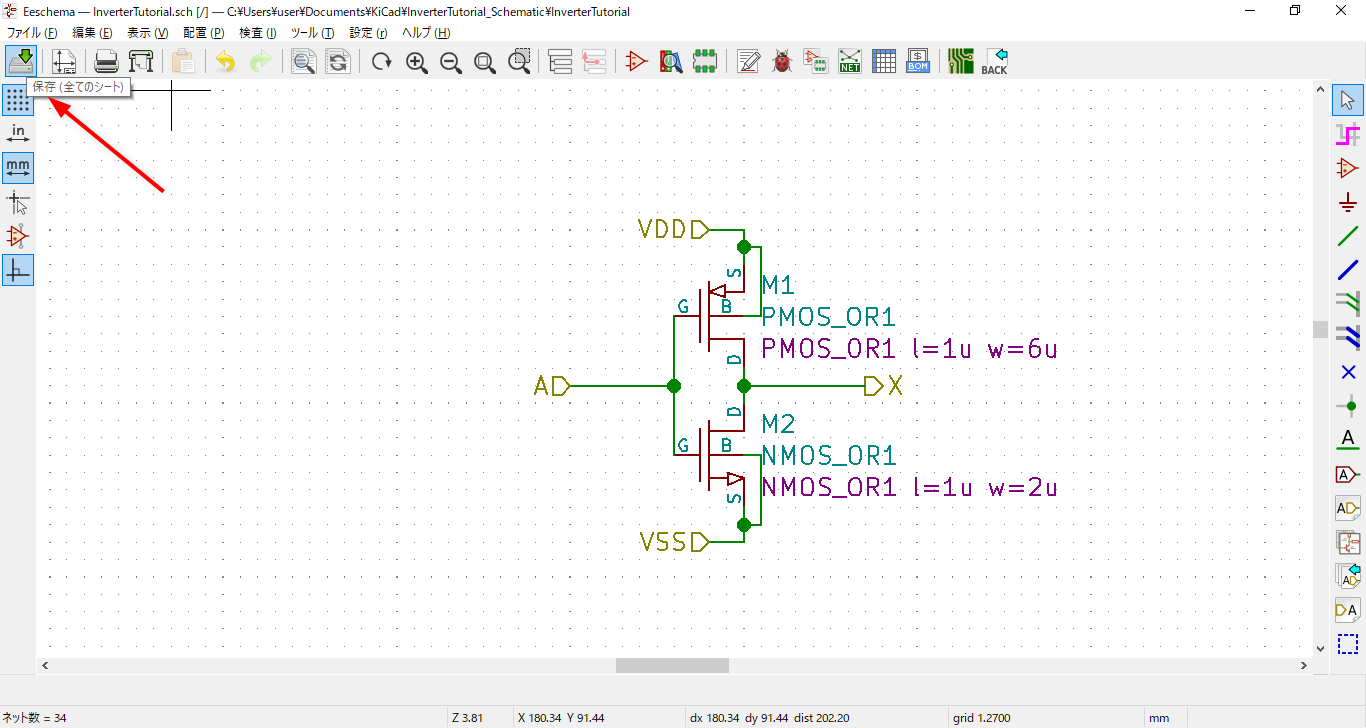 Eeschema — InverterTutorial.sch [/] — C:¥Users¥user¥Documents¥KiCad¥InverterTutorial_Schematic¥InverterTutorial
ファイル (F) 編集 (E) 表示 (V) 配置 (P) 検査 (I) ツール (T) 設定 (r) ヘルプ (H)
NET BOM BACK
保存 (全てのシート)
in
mm
VDD
S
M1
G B
PMOS_OR1
PMOS_OR1 l=1u w=6u
D
A X
D
M2
G B
NMOS_OR1
NMOS_OR1 l=1u w=2u
S
VSS
A
A
AD
AD
DA
ネット数 = 34 Z 3.81 X 180.34 Y 91.44 dx 180.34 dy 91.44 dist 202.20 grid 1.2700 mm